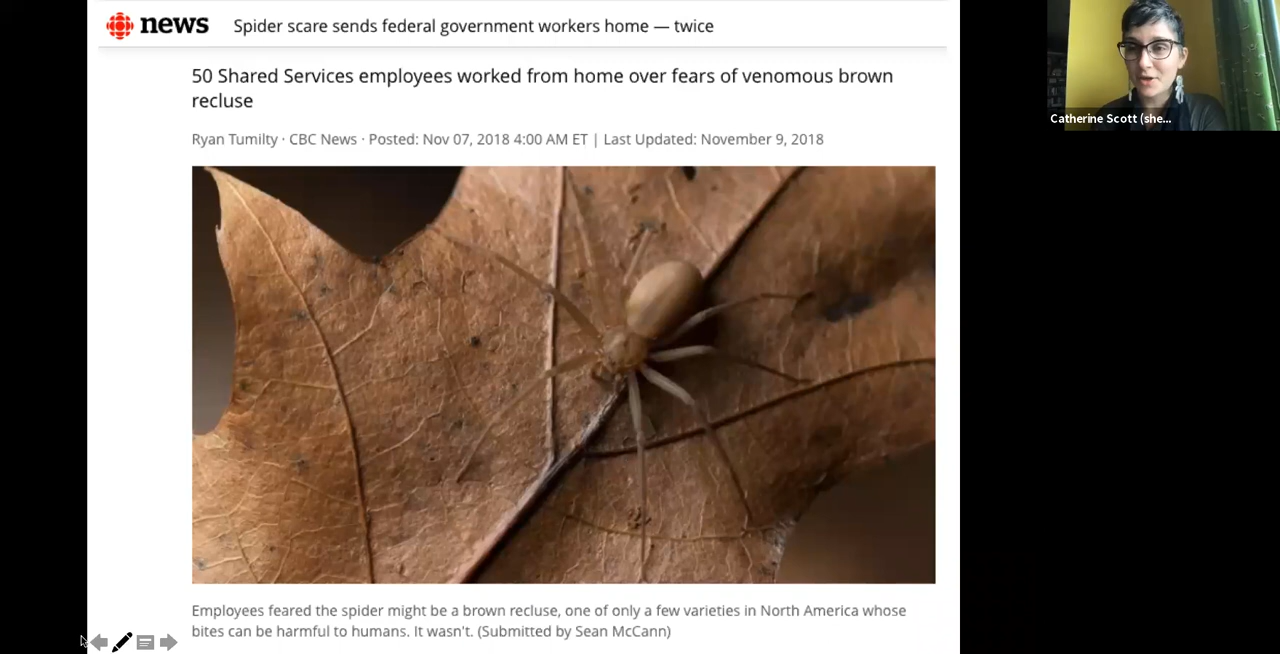 news Spider scare sends federal government workers home — twice
50 Shared Services employees worked from home over fears of venomous brown
recluse
Ryan Tumilty · CBC News · Posted: Nov 07, 2018 4:00 AM ET | Last Updated: November 9, 2018
Catherine Scott (she...
Employees feared the spider might be a brown recluse, one of only a few varieties in North America whose
bites can be harmful to humans. It wasn't. (Submitted by Sean McCann)